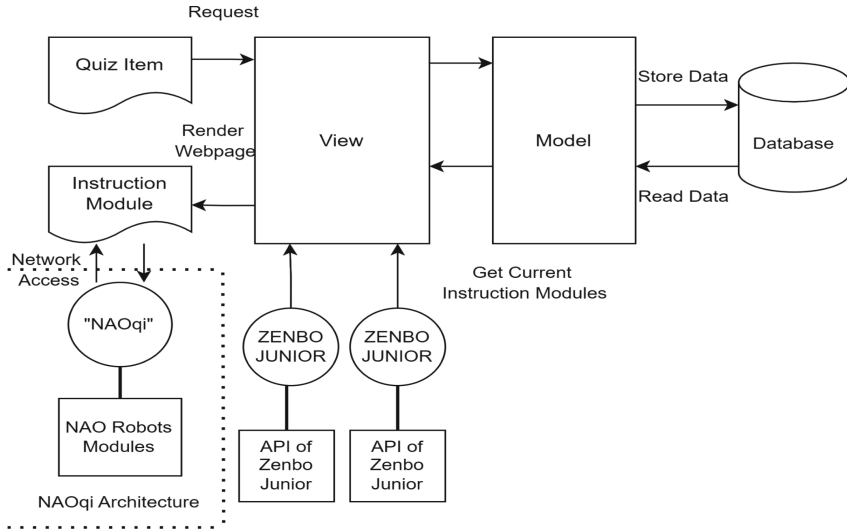 Request
Quiz Item
View
Model
Store Data
Database
Read Data
Render
Webpage
Instruction
Module
Network
Access
Get Current
Instruction Modules
"NAOqi"
ZENBO
JUNIOR
ZENBO
JUNIOR
NAO Robots
Modules
API of
Zenbo
Junior
API of
Zenbo
Junior
NAOqi Architecture